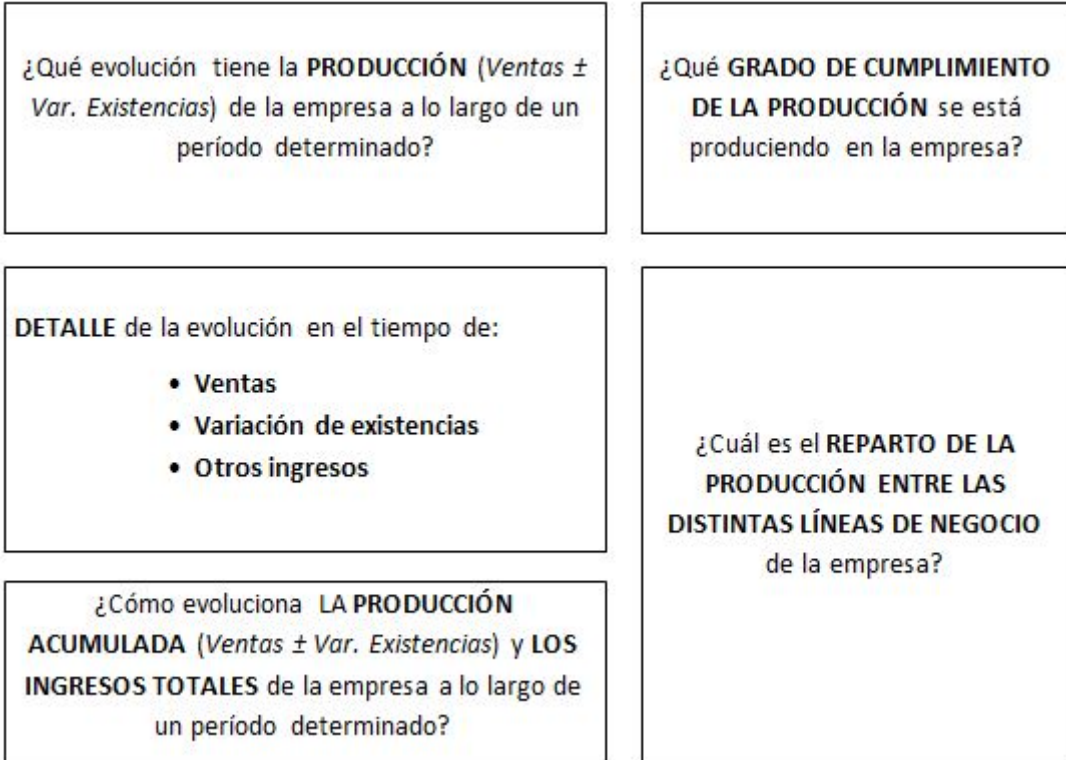 ¿Qué evolución tiene la PRODUCCIÓN (Ventas ±
Var. Existencias) de la empresa a lo largo de un
período determinado?
¿Qué GRADO DE CUMPLIMIENTO
DE LA PRODUCCIÓN se está
produciendo en la empresa?
DETALLE de la evolución en el tiempo de:
• Ventas
• Variación de existencias
• Otros ingresos
¿Cuál es el REPARTO DE LA
PRODUCCIÓN ENTRE LAS
DISTINTAS LÍNEAS DE NEGOCIO
de la empresa?
¿Cómo evoluciona LA PRODUCCIÓN
ACUMULADA (Ventas ± Var. Existencias) y LOS
INGRESOS TOTALES de la empresa a lo largo de
un período determinado?